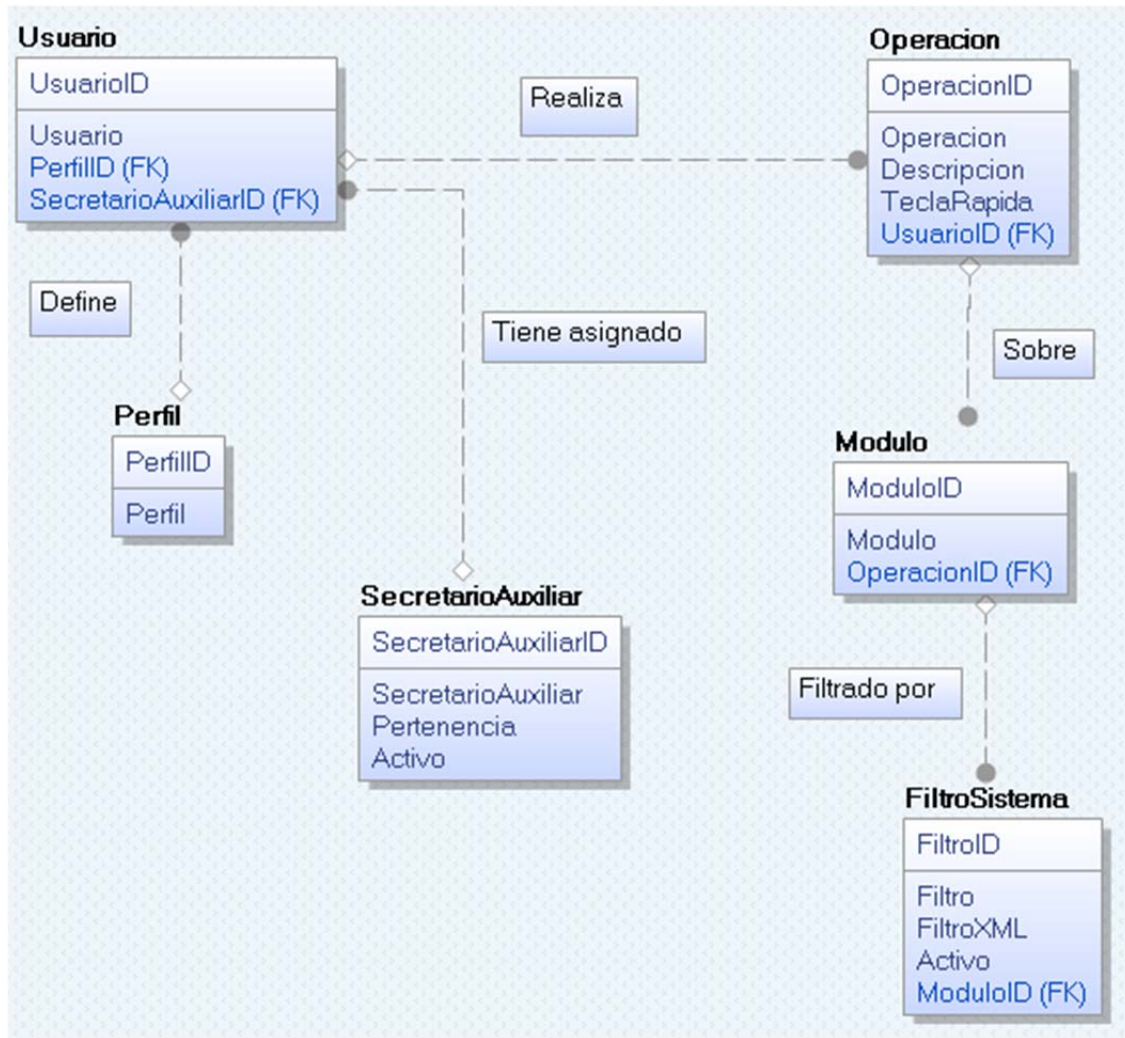 Usuario
UsuarioID
Usuario
PerfilID (FK)
SecretarioAuxiliarID (FK)
Realiza
Operacion
OperacionID
Operacion
Descripcion
TeclaRapida
UsuarioID (FK)
Define
Tiene asignado
Sobre
Perfil
PerfilID
Perfil
Modulo
ModuloID
Modulo
OperacionID (FK)
SecretarioAuxiliar
SecretarioAuxiliarID
SecretarioAuxiliar
Pertenencia
Activo
Filtrado por
FiltroSistema
FiltroID
Filtro
FiltroXML
Activo
ModuloID (FK)